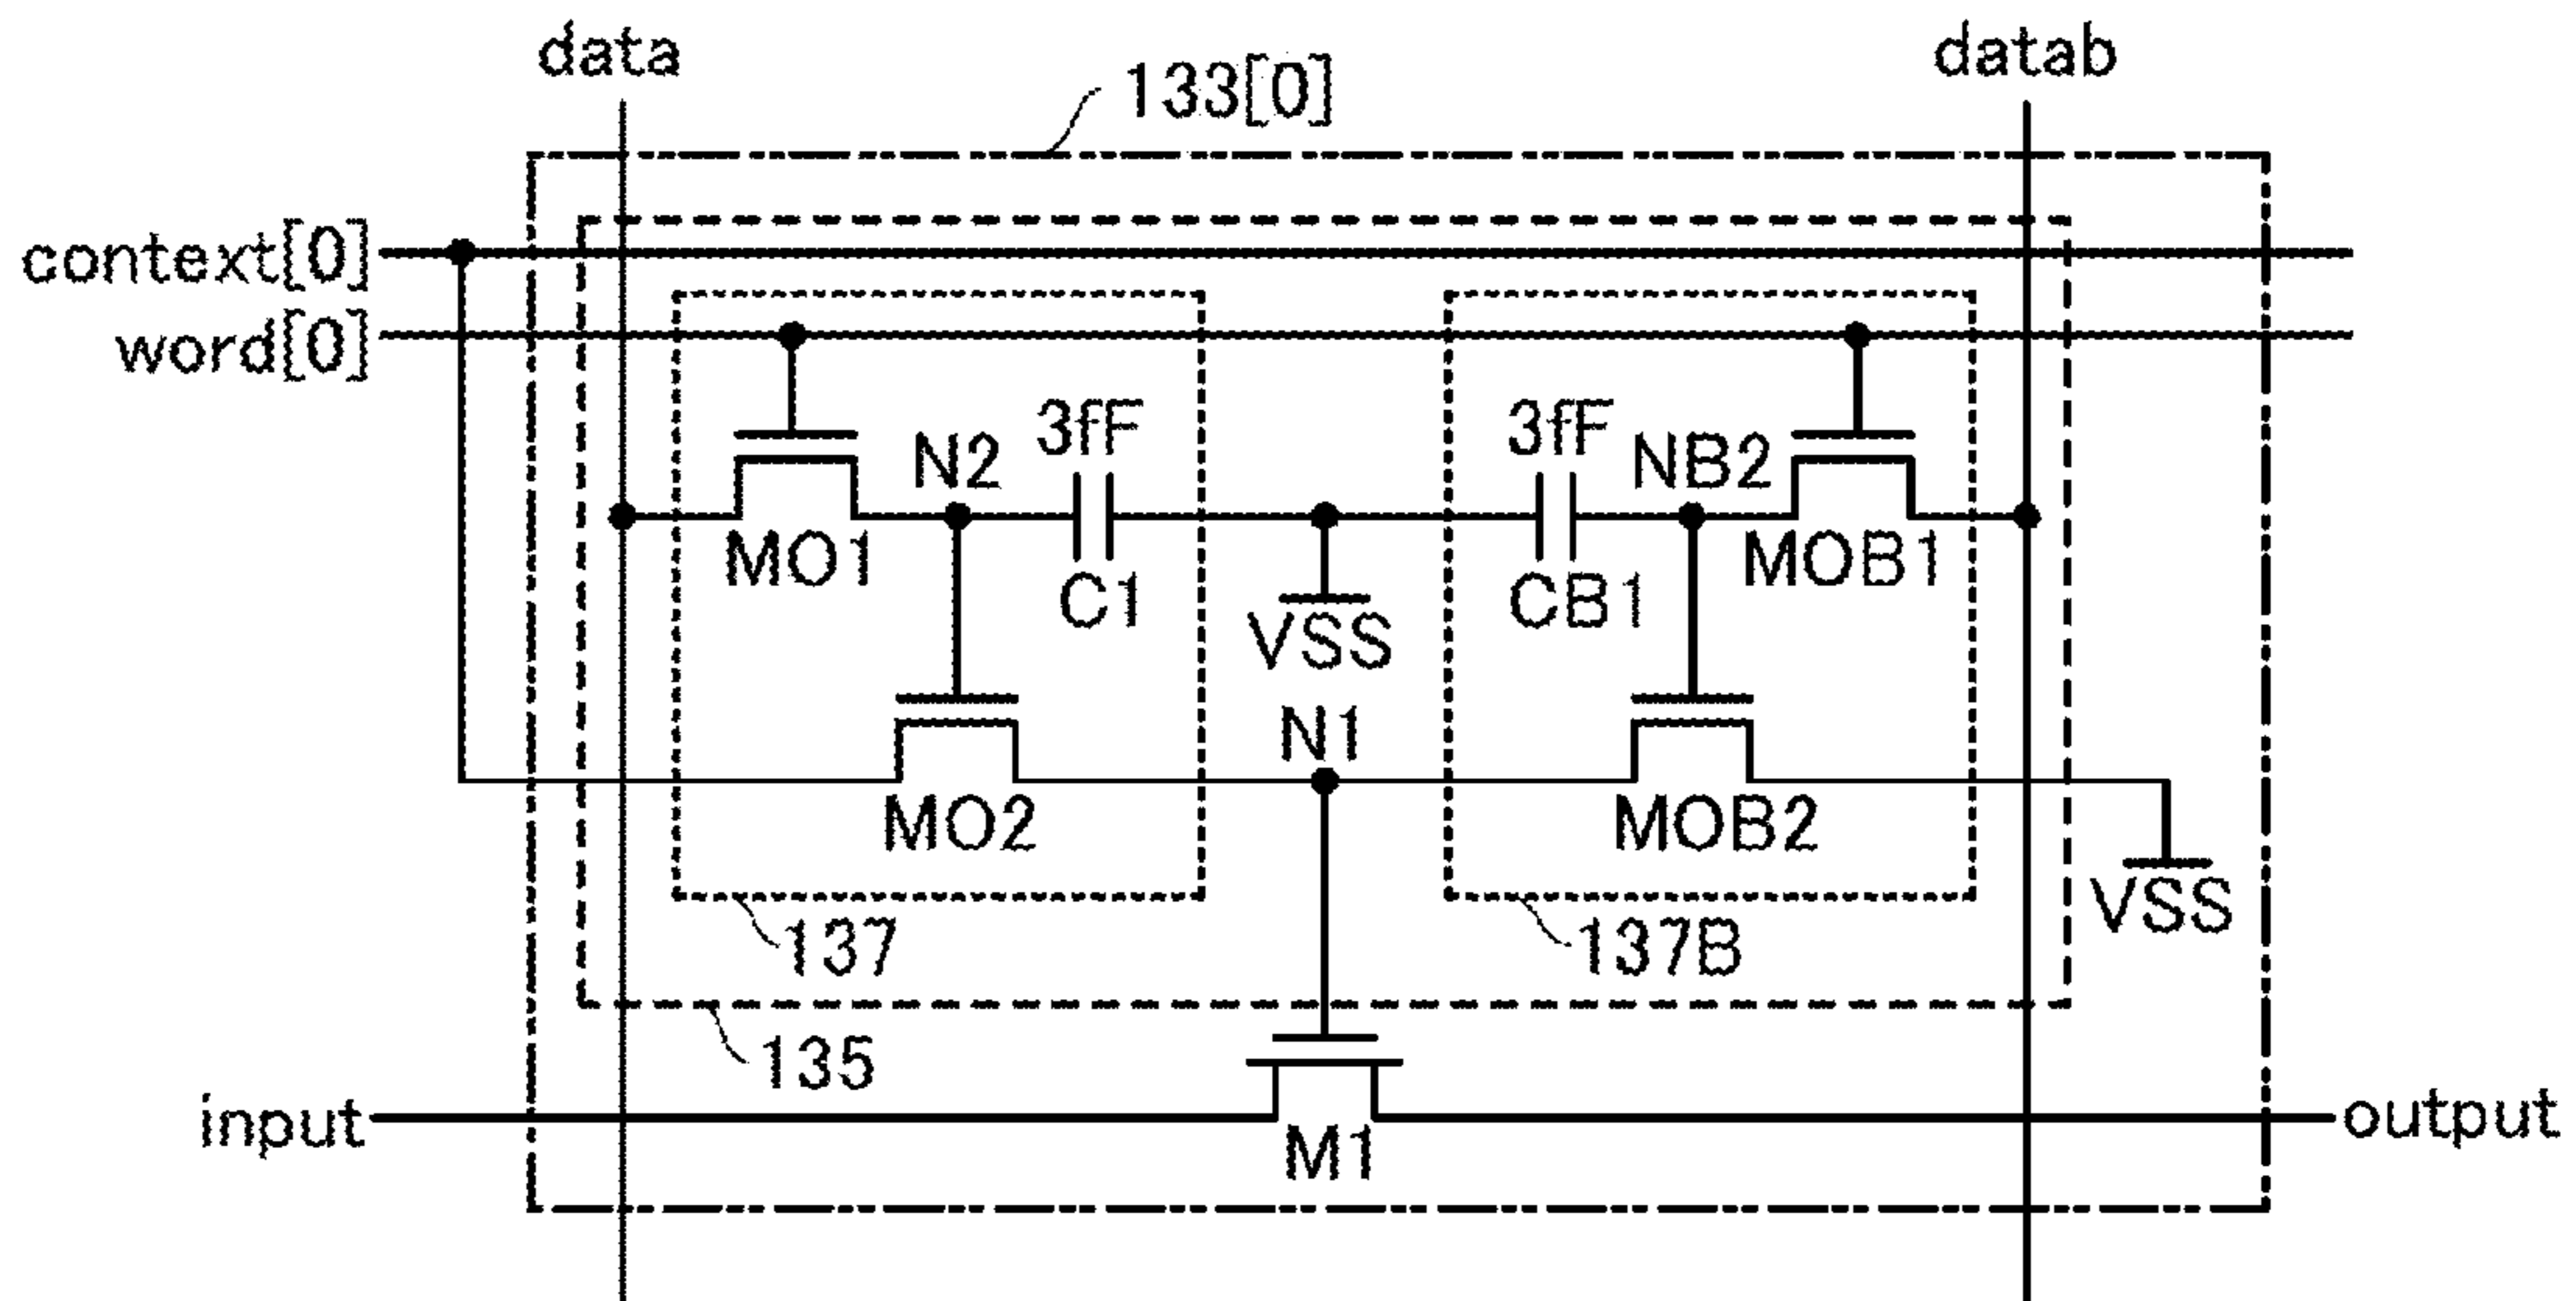 data
datab
133[0]
context[0]
word[0]
3fF
3fF
N2
NB2
MO1
MOB1
C1
CB1
VSS
N1
MO2
MOB2
VSS
137
137B
135
input
output
M1